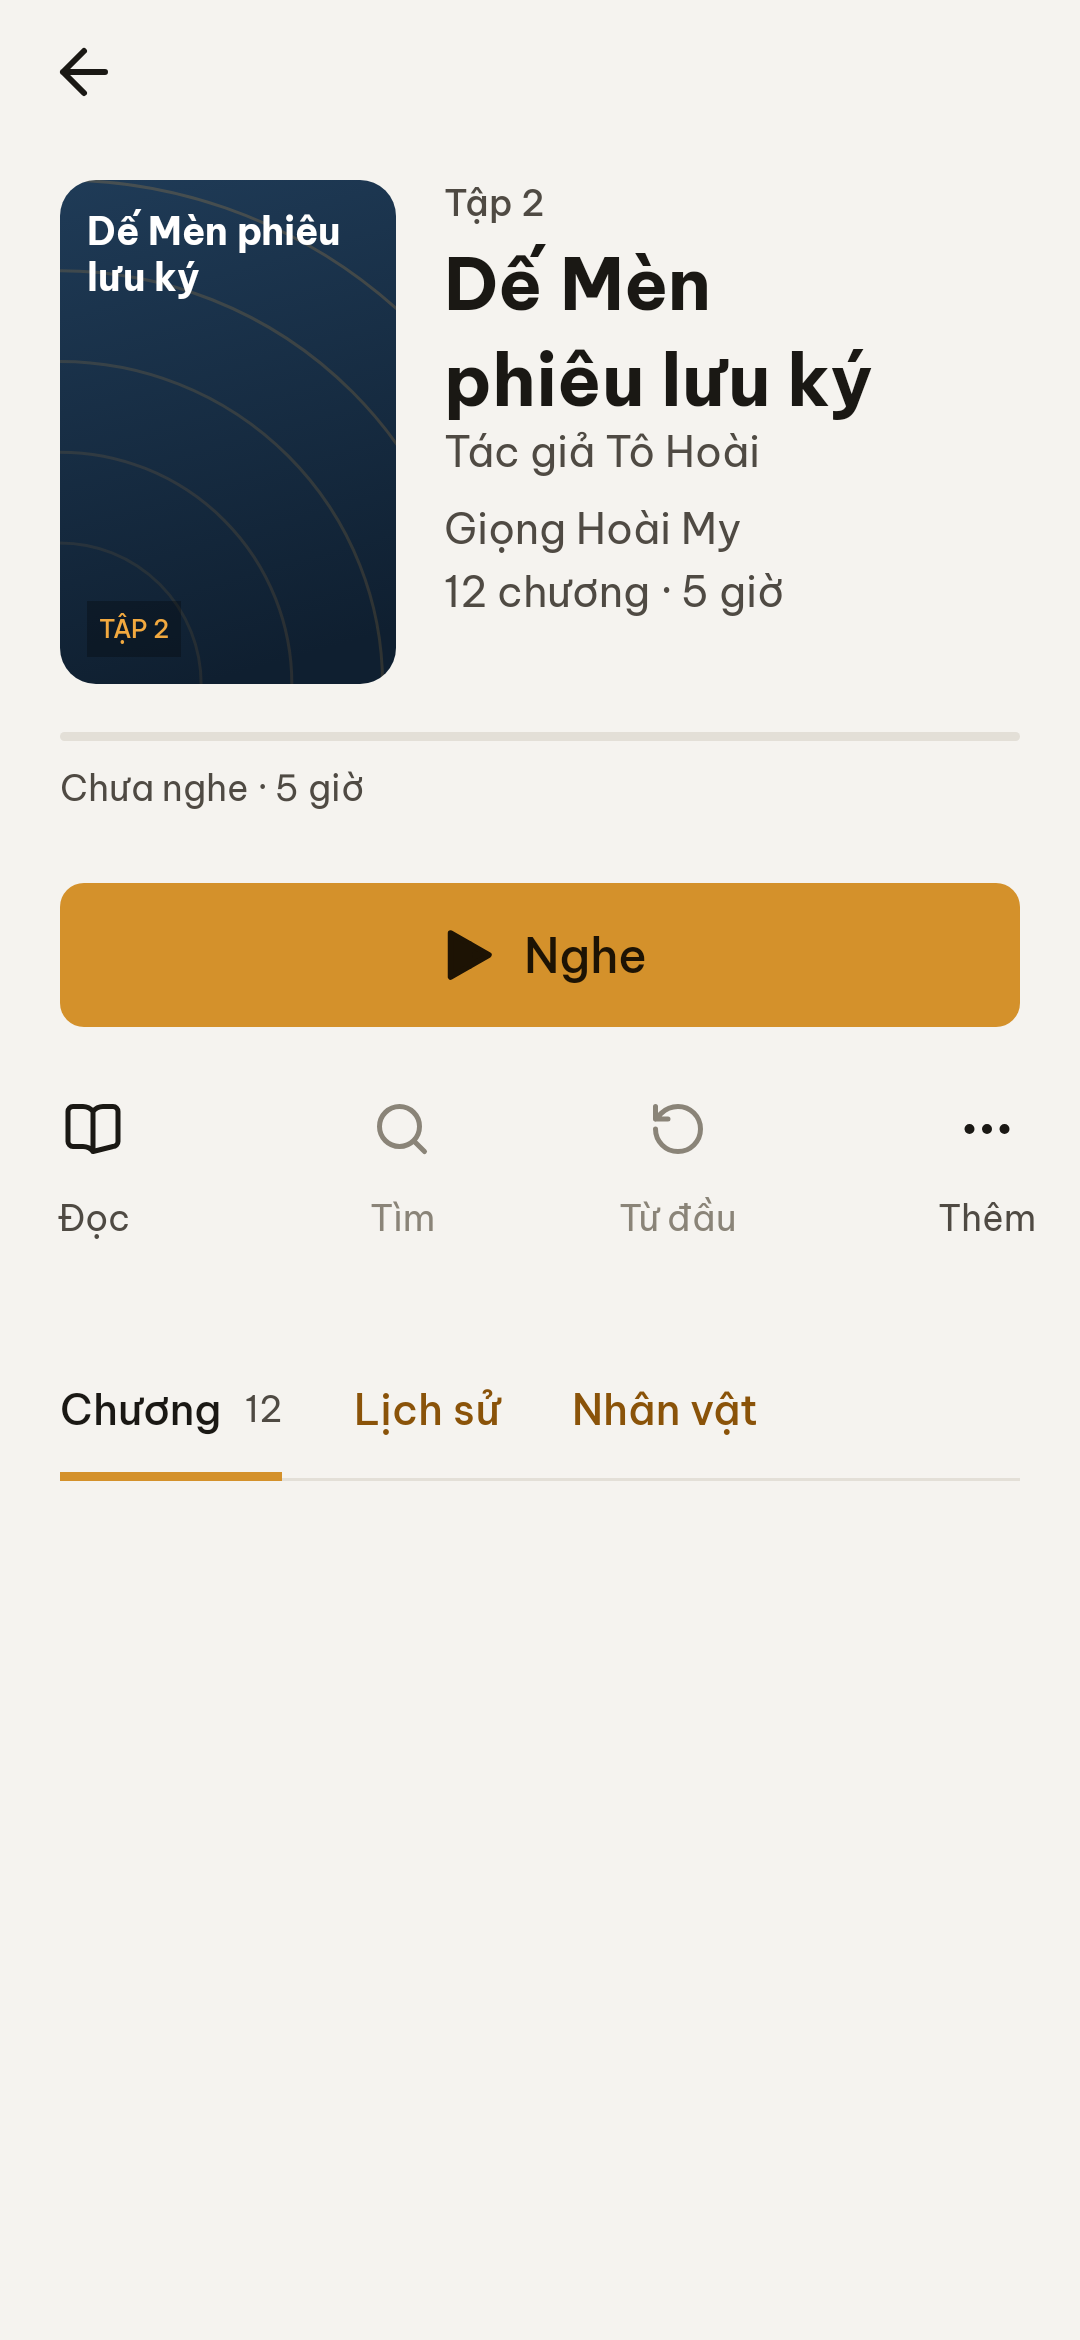 Dế Mèn phiêu
lưu ký
TẬP 2
Tập 2
Dế Mèn
phiêu lưu ký
Tác giả Tô Hoài
Giọng Hoài My
12 chương · 5 giờ
Chưa nghe · 5 giờ
Nghe
Đọc
Tìm
Từ đầu
Thêm
Chương 12
Lịch sử
Nhân vật